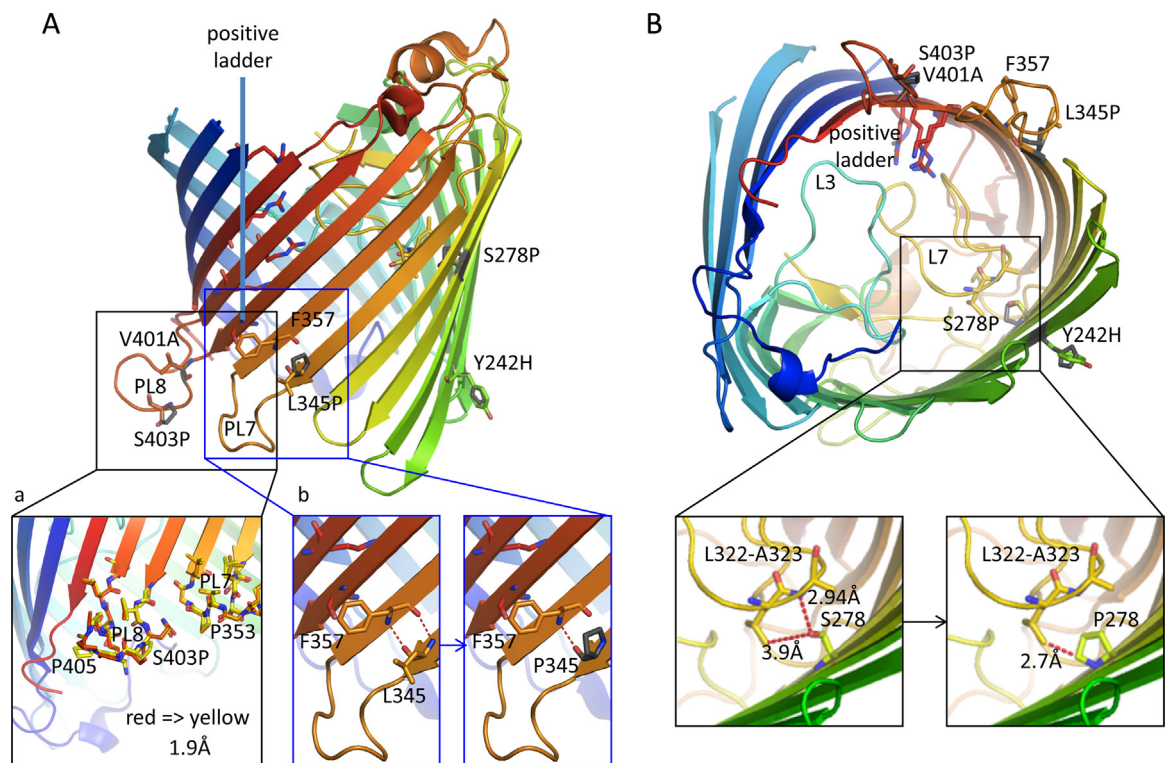 A
positive
ladder
S278P
F357
V401A
Y242H
PL8
L345P
S403P
PL7
a
PL7
PL8
P353
P405
S403P
red => yellow
1.9Å
b
F357
L345
F357
P345
B
S403P
V401A
F357
L345P
positive
ladder
L3
L7
S278P
Y242H
L322-A323
2.94Å
S278
3.9Å
L322-A323
P278
2.7Å